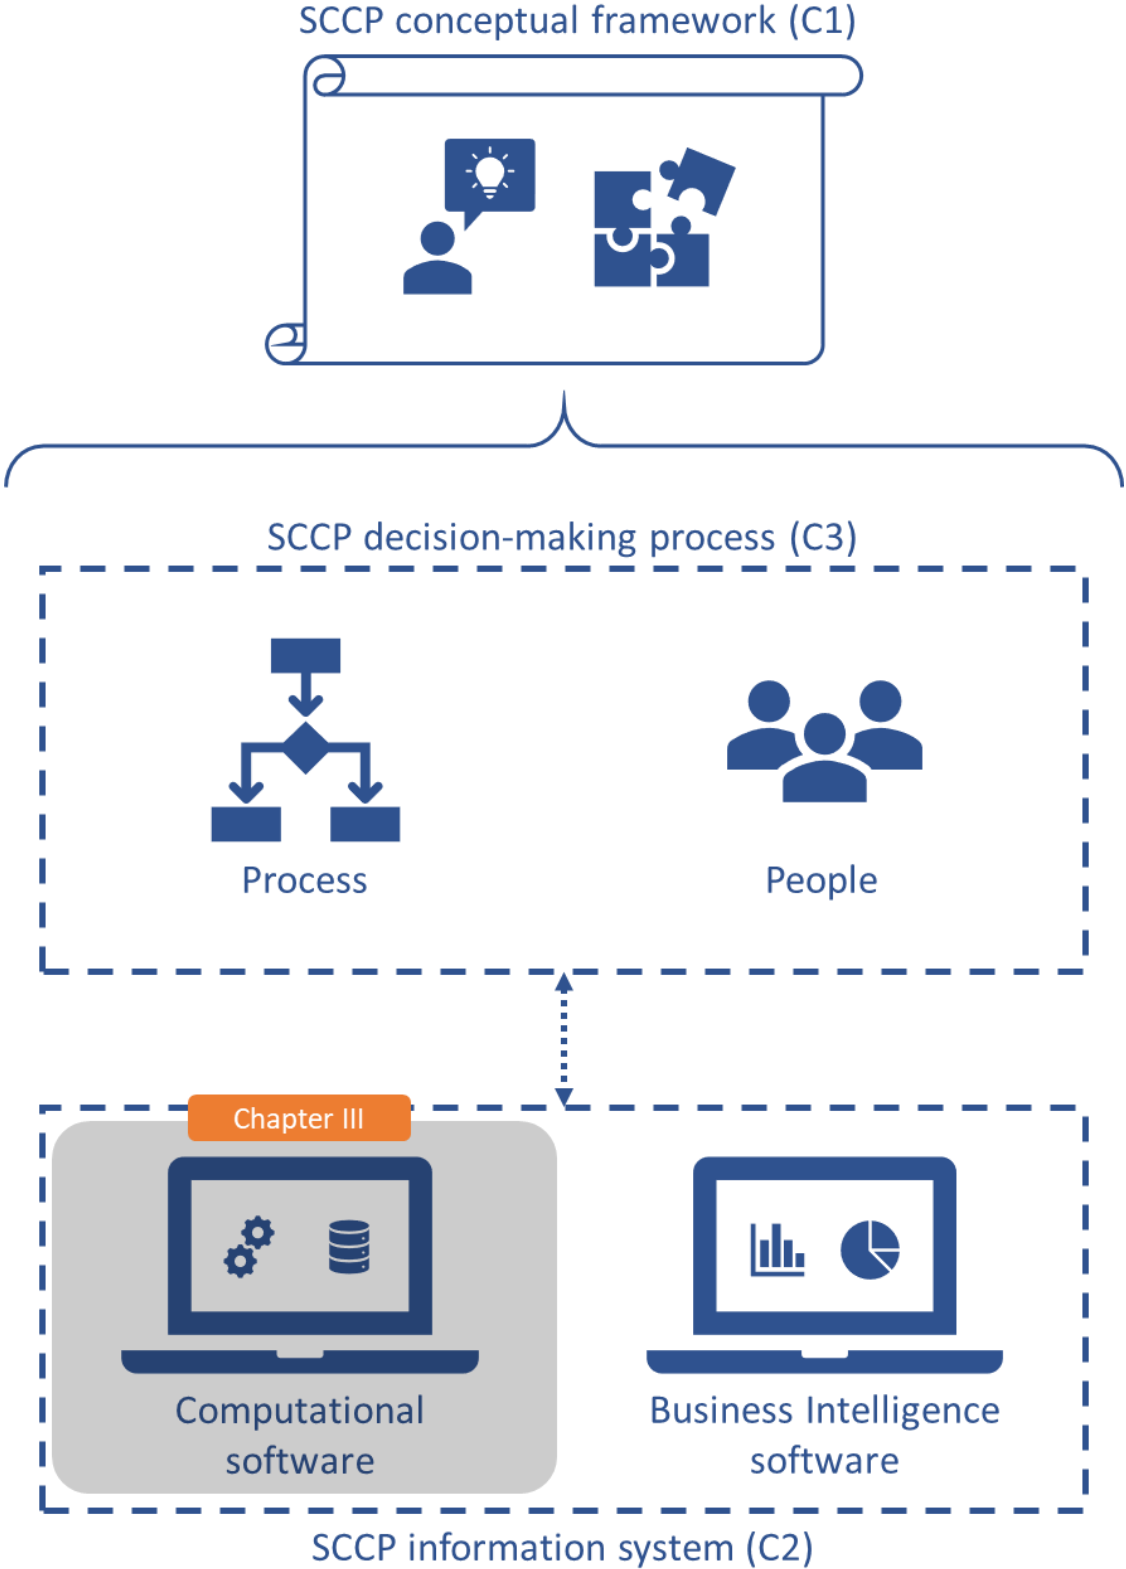 SCCP conceptual framework (C1)
SCCP decision-making process (C3)
Process
People
Chapter III
Computational
software
Business Intelligence
software
SCCP information system (C2)